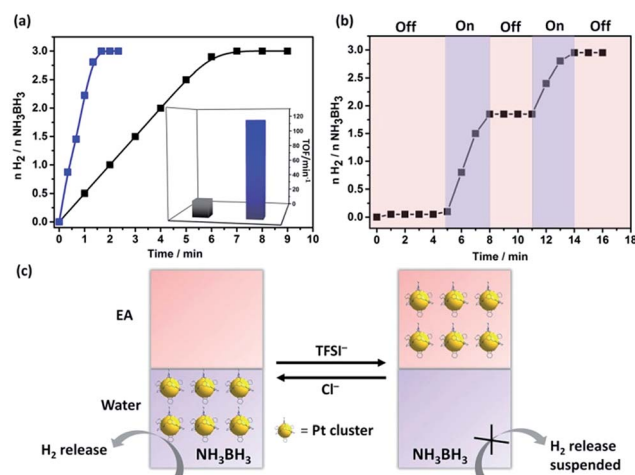 (a)
n H₂ / n NH₃BH₃
3.0
2.5
2.0
1.5
1.0
0.5
0.0
0 1 2 3 4 5 6 7 8 9 10
Time / min
120
100
80
60
40
20
0
TOF/min⁻¹
(b)
Off On Off On Off
n H₂ / n NH₃BH₃
3.0
2.5
2.0
1.5
1.0
0.5
0.0
0 2 4 6 8 10 12 14 16 18
Time / min
(c)
EA
Water
TFSI⁻
Cl⁻
= Pt cluster
H₂ release
NH₃BH₃
NH₃BH₃
H₂ release
suspended